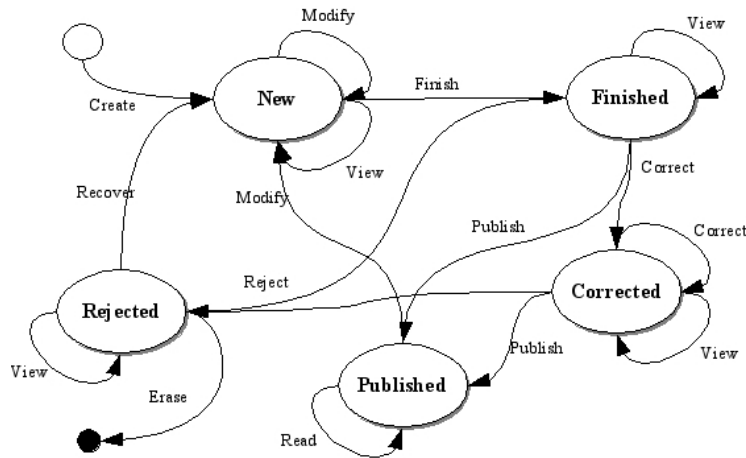 Modify
View
New
Finish
Finished
Create
View
Correct
Recover
Modify
Publish
Correct
Reject
Corrected
Rejected
View
Publish
View
Published
Erase
Read